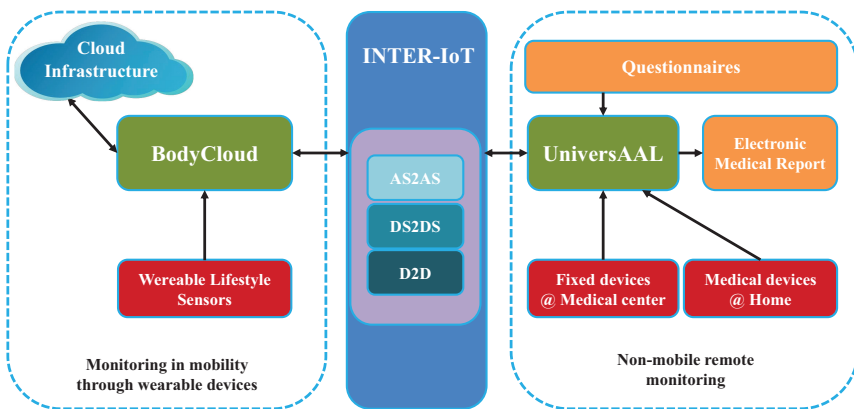 Cloud
Infrastructure
BodyCloud
Wereable Lifestyle
Sensors
Monitoring in mobility
through wearable devices
INTER-IoT
AS2AS
DS2DS
D2D
Questionnaires
UniversAAL
Electronic
Medical Report
Fixed devices
@ Medical center
Medical devices
@ Home
Non-mobile remote
monitoring